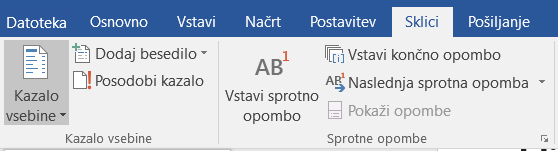 Datoteka Osnovno Vstavi Načrt Postavitev Sklici Pošiljanje
Kazalo vsebine
Dodaj besedilo
Posodobi kazalo
Kazalo vsebine
AB1
Vstavi sprotno opombo
Vstavi končno opombo
Naslednja sprotna opomba
Pokaži opombe
Sprotne opombe